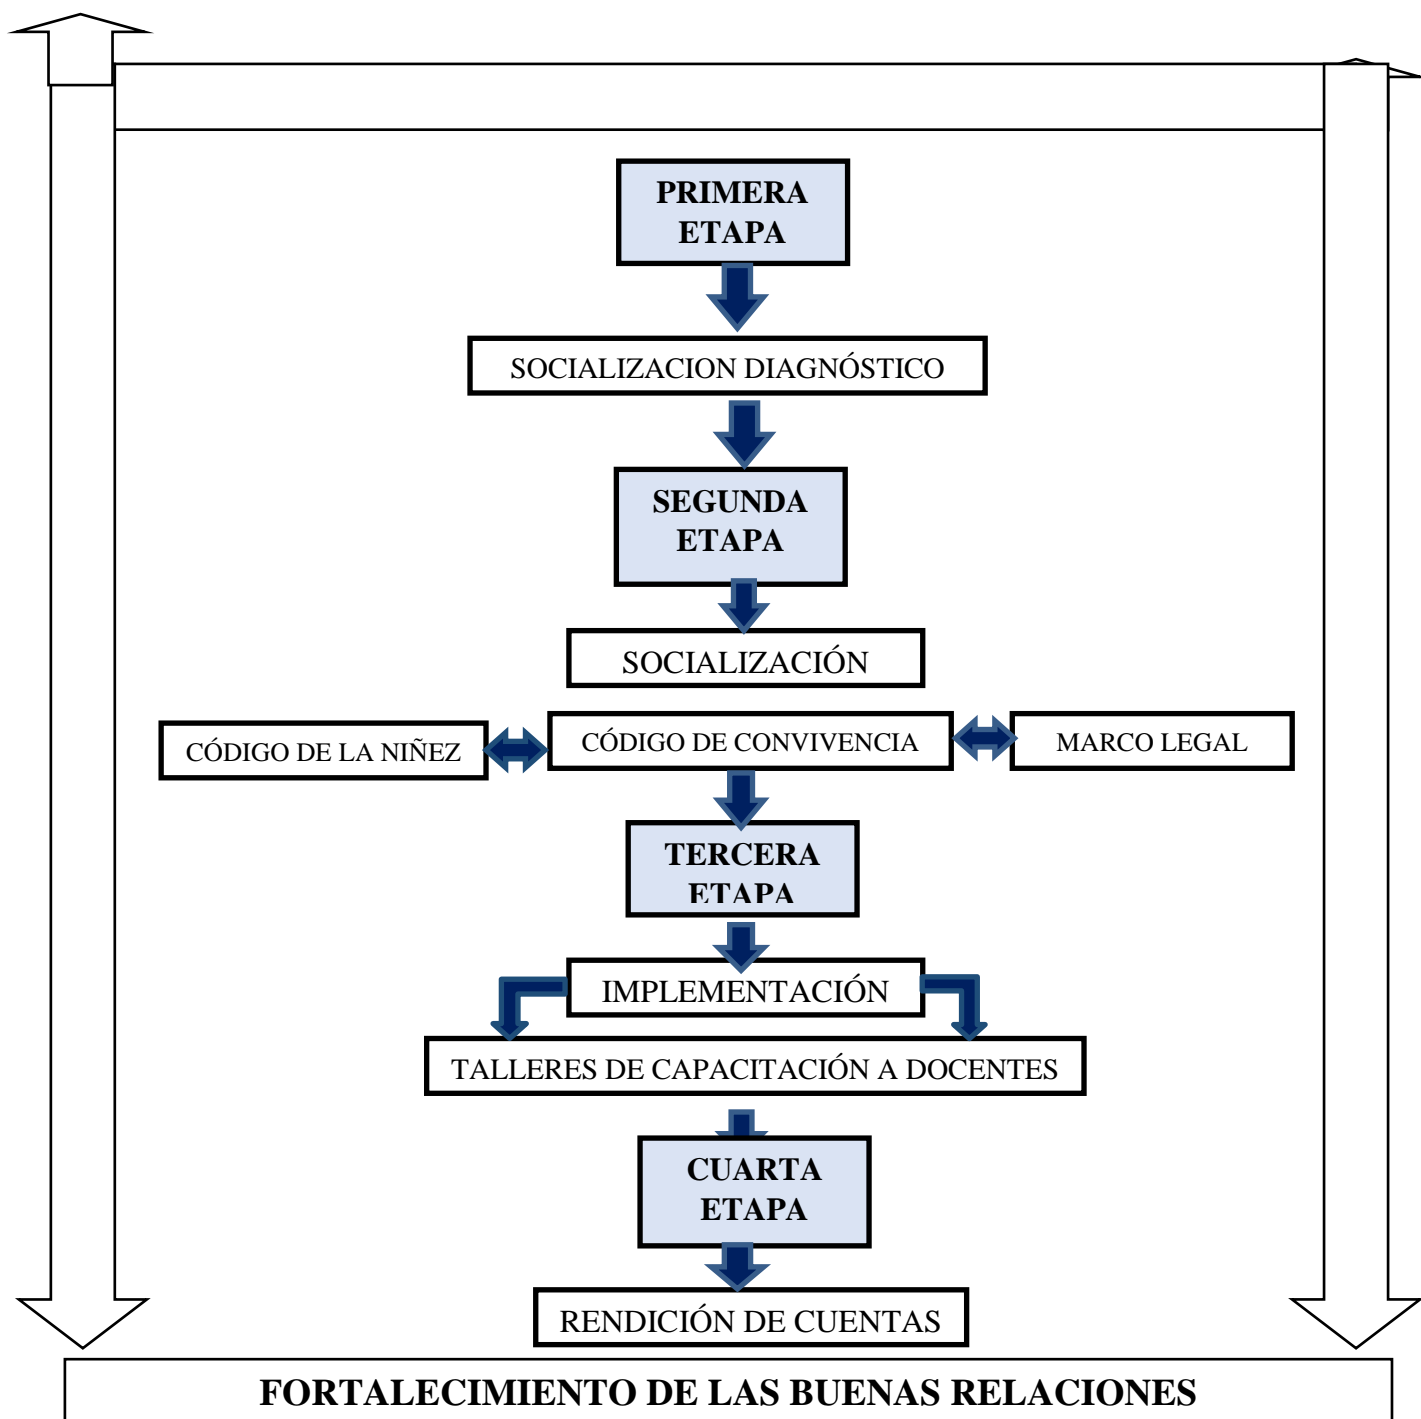 PRIMERA
ETAPA
SOCIALIZACION DIAGNÓSTICO
SEGUNDA
ETAPA
SOCIALIZACIÓN
CÓDIGO DE LA NIÑEZ
CÓDIGO DE CONVIVENCIA
MARCO LEGAL
TERCERA
ETAPA
IMPLEMENTACIÓN
TALLERES DE CAPACITACIÓN A DOCENTES
CUARTA
ETAPA
RENDICIÓN DE CUENTAS
FORTALECIMIENTO DE LAS BUENAS RELACIONES